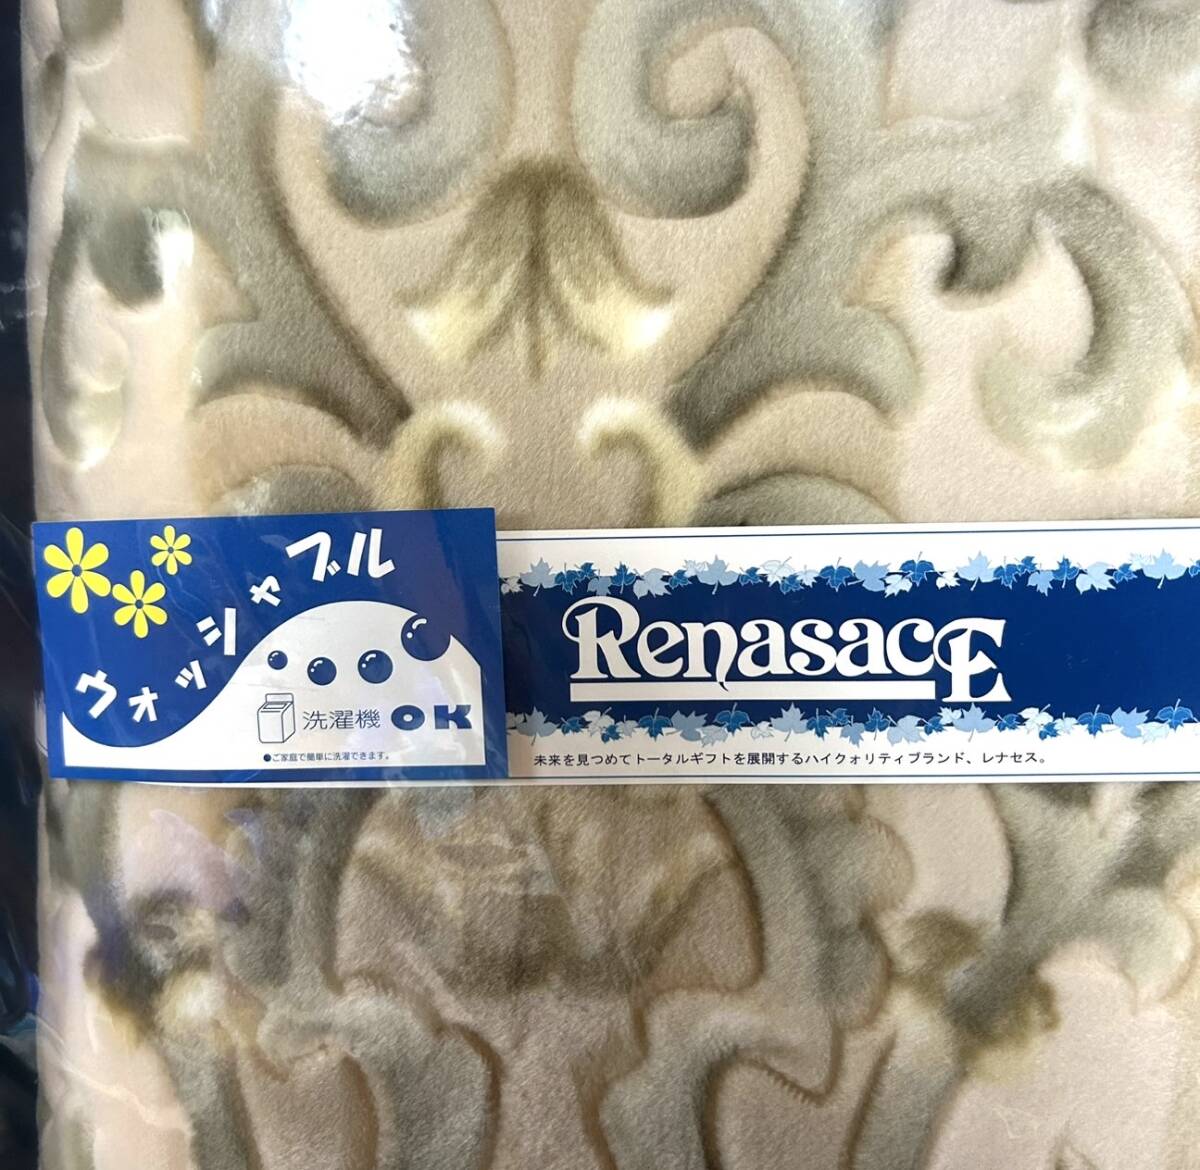 ウォッシャブル
洗濯機 OK
●ご家庭で簡単に洗濯できます。
RenasacE
未来を見つめてトータルギフトを展開するハイクォリティブランド、レナセス。